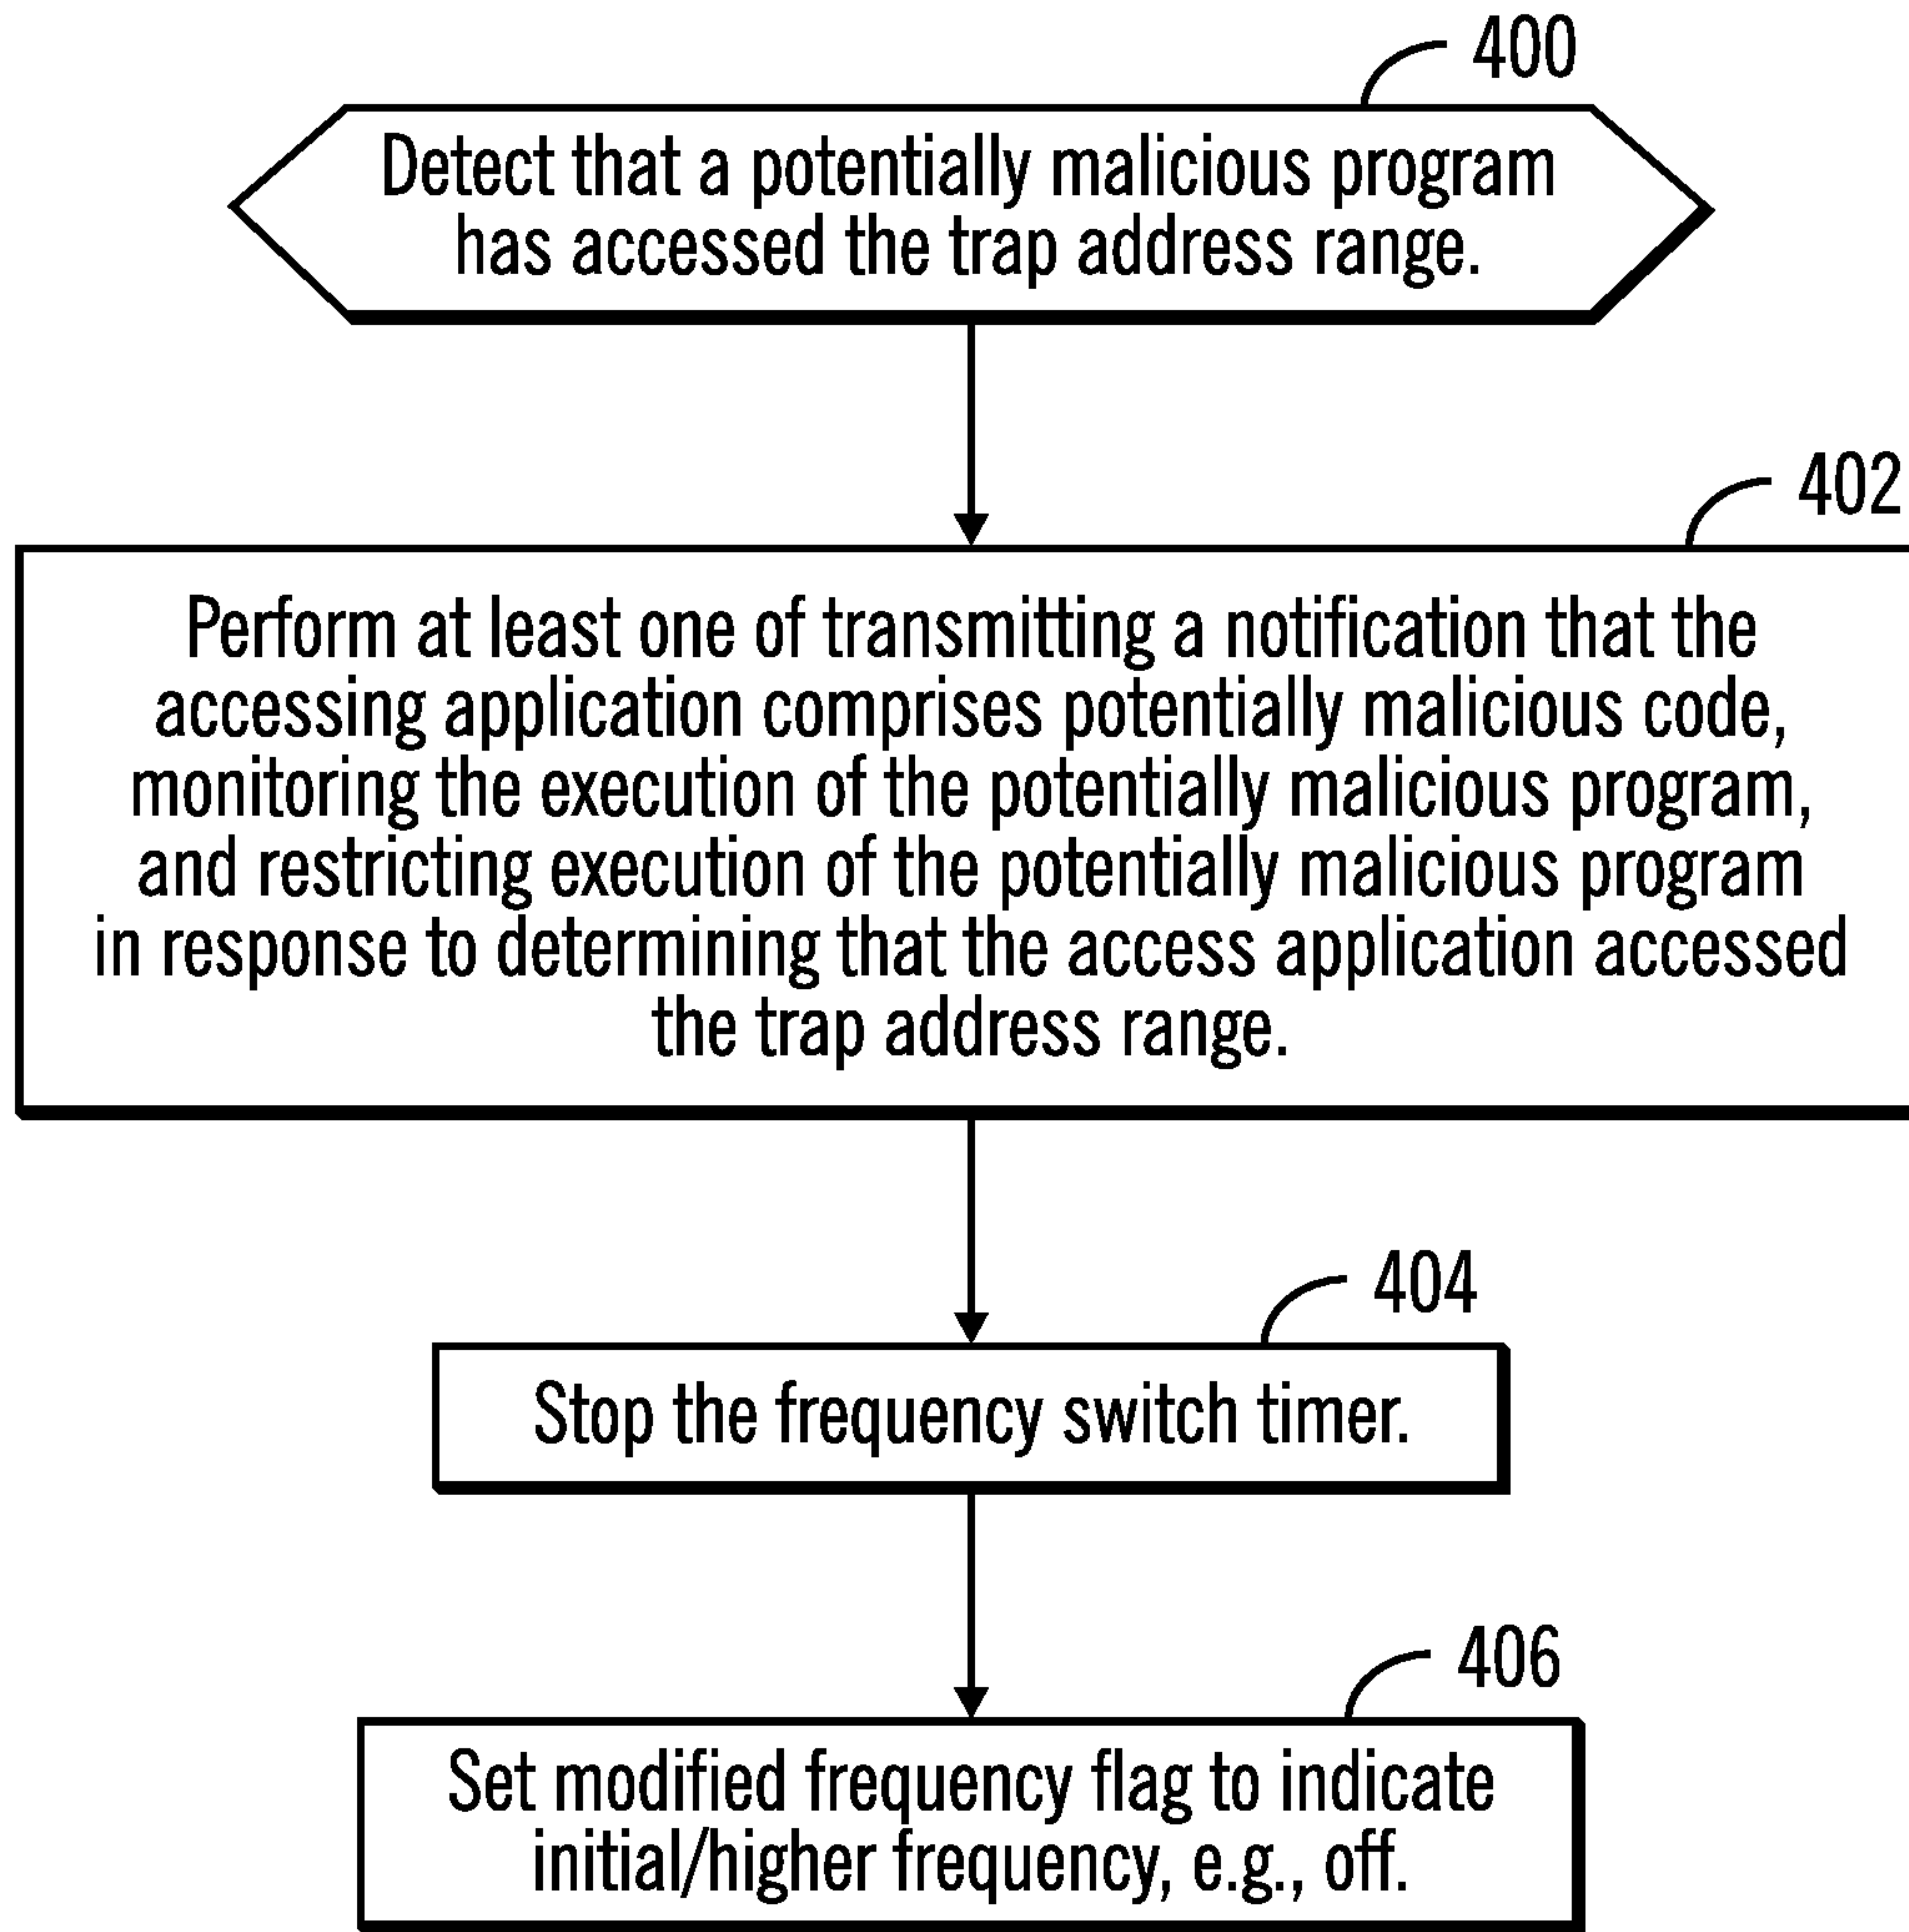 400
Detect that a potentially malicious program
has accessed the trap address range.
402
Perform at least one of transmitting a notification that the
accessing application comprises potentially malicious code,
monitoring the execution of the potentially malicious program,
and restricting execution of the potentially malicious program
in response to determining that the access application accessed
the trap address range.
404
Stop the frequency switch timer.
406
Set modified frequency flag to indicate
initial/higher frequency, e.g., off.